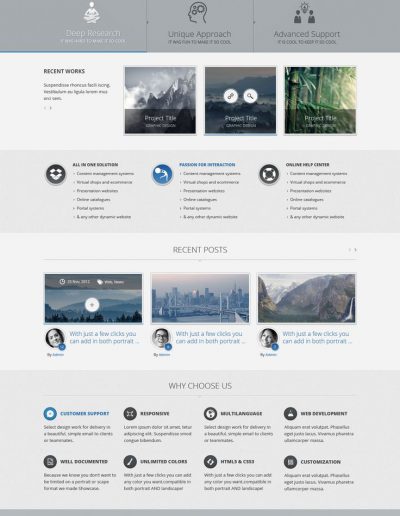 Deep Research
IT WAS HARD TO MAKE IT SO COOL
Unique Approach
IT WAS FUN TO MAKE IT SO COOL
Advanced Support
IT IS COOL TO KEEP IT SO COOL
RECENT WORKS
Suspendisse rhoncus facili iscing.
Vestibulum eu ligula lorem mus
orci sem.
Project Title
GRAPHIC DESIGN
Project Title
GRAPHIC DESIGN
Project Title
GRAPHIC DESIGN
ALL IN ONE SOLUTION
Content management systems
Virtual shops and ecommerce
Presentation websites
Online catalogues
Portal systems
& any other dynamic website
PASSION FOR INTERACTION
Content management systems
Virtual shops and ecommerce
Presentation websites
Online catalogues
Portal systems
& any other dynamic website
ONLINE HELP CENTER
Content management systems
Virtual shops and ecommerce
Presentation websites
Online catalogues
Portal systems
& any other dynamic website
RECENT POSTS
25 Nov, 2012
Web, News
With just a few clicks you
can add in both portrait ...
By Admin
With just a few clicks you
can add in both portrait ...
By Admin
With just a few clicks you
can add in both portrait ...
By Admin
WHY CHOOSE US
CUSTOMER SUPPORT
Select design work for delivery in
a beautiful, simple email to clients
or teammates.
RESPONSIVE
Lorem ipsum dolor sit amet,
consectetur adipiscing elit
vestibulum congue.
MULTILANGUAGE
Select design work for delivery in
a beautiful, simple email to clients
or teammates.
WEB DEVELOPMENT
Aliquam erat volutpat. Phasellus
eget justo lacus. Vivamus pharetra
ullamcorper massa.
WELL DOCUMENTED
Because we know you don't want to
be limited on a portrait or scape
format we made Showcase.
UNLIMITED COLORS
With just a few clicks, you can
add any color you want.compatible in
both portrait AND landscape!
HTML5 & CSS3
With just a few clicks, you can
add any color you want.compatible in
both portrait AND landscape!
CUSTOMIZATION
Aliquam erat volutpat. Phasellus
eget justo lacus. Vivamus pharetra
ullamcorper massa.